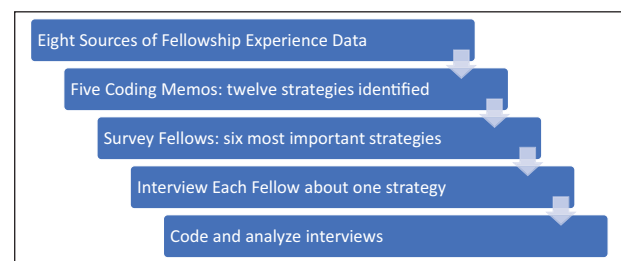 Eight Sources of Fellowship Experience Data
Five Coding Memos: twelve strategies identified
Survey Fellows: six most important strategies
Interview Each Fellow about one strategy
Code and analyze interviews